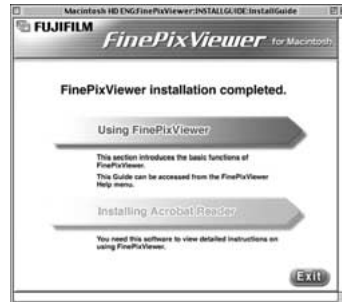 Macintosh HD ENG:FinePixViewer:INSTALLGUIDE:InstallGuide
FUJIFILM
FinePixViewer for Macintosh
FinePixViewer installation completed.
Using FinePixViewer
This section introduces the basic functions of
FinePixViewer.
This Guide can be accessed from the FinePixViewer
Help menu.
Installing Acrobat Reader
You need this software to view detailed instructions on
using FinePixViewer.
Exit